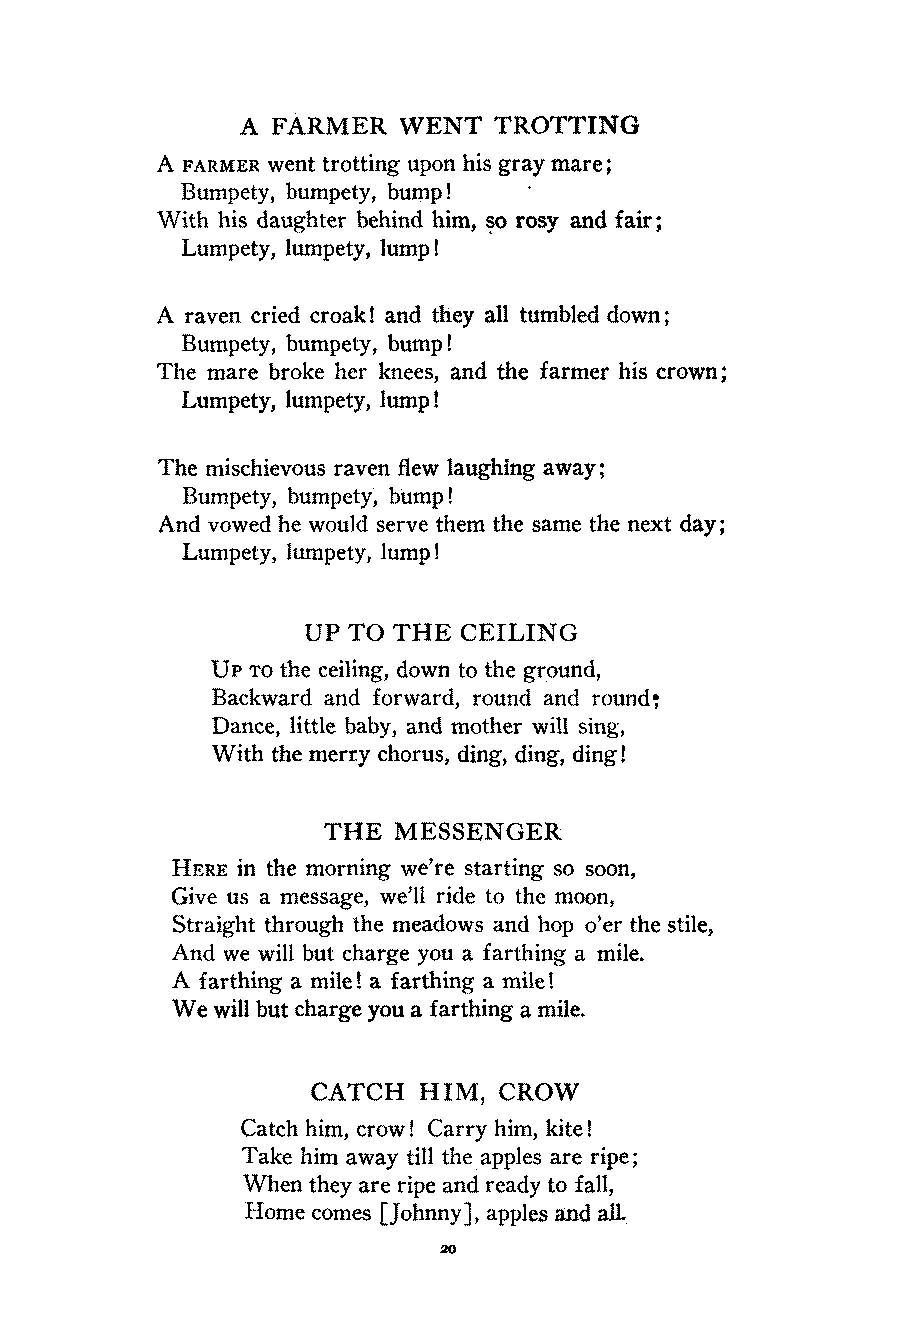 A FARMER WENT TROTTING
A FARMER went trotting upon his gray mare;
Bumpety, bumpety, bump!
With his daughter behind him, so rosy and fair;
Lumpety, lumpety, lump!
A raven cried croak! and they all tumbled down;
Bumpety, bumpety, bump!
The mare broke her knees, and the farmer his crown;
Lumpety, lumpety, lump!
The mischievous raven flew laughing away;
Bumpety, bumpety, bump!
And vowed he would serve them the same the next day;
Lumpety, lumpety, lump!
UP TO THE CEILING
UP TO the ceiling, down to the ground,
Backward and forward, round and round;
Dance, little baby, and mother will sing,
With the merry chorus, ding, ding, ding!
THE MESSENGER
HERE in the morning we're starting so soon,
Give us a message, we'll ride to the moon,
Straight through the meadows and hop o'er the stile,
And we will but charge you a farthing a mile.
A farthing a mile! a farthing a mile!
We will but charge you a farthing a mile.
CATCH HIM, CROW
Catch him, crow! Carry him, kite!
Take him away till the apples are ripe;
When they are ripe and ready to fall,
Home comes [Johnny], apples and all.
20